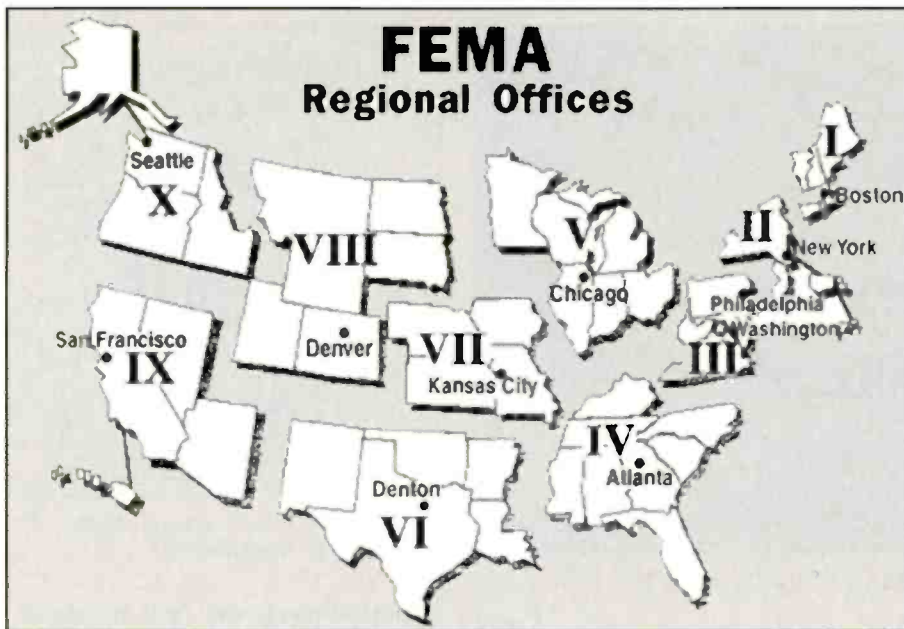 FEMA
Regional Offices
I
Seattle
Boston
X
II
V
VIII
New York
Chicago
Philadelphia
Washington
San Francisco
Denver
VII
III
IX
Kansas City
IV
Atlanta
Denton
VI